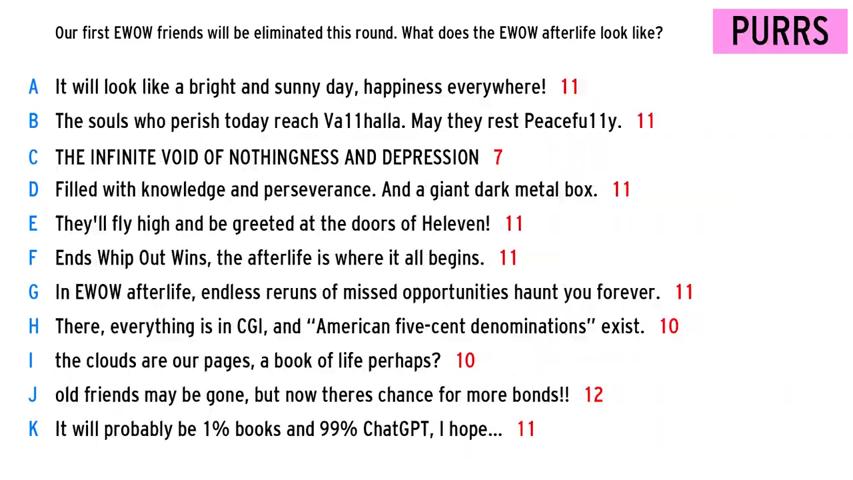 Our first EWOW friends will be eliminated this round. What does the EWOW afterlife look like?
PURRS
A It will look like a bright and sunny day, happiness everywhere! 11
B The souls who perish today reach Va11halla. May they rest Peacefu11y. 11
C THE INFINITE VOID OF NOTHINGNESS AND DEPRESSION 7
D Filled with knowledge and perseverance. And a giant dark metal box. 11
E They'll fly high and be greeted at the doors of Heleven! 11
F Ends Whip Out Wins, the afterlife is where it all begins. 11
G In EWOW afterlife, endless reruns of missed opportunities haunt you forever. 11
H There, everything is in CGI, and “American five-cent denominations” exist. 10
I the clouds are our pages, a book of life perhaps? 10
J old friends may be gone, but now theres chance for more bonds!! 12
K It will probably be 1% books and 99% ChatGPT, I hope... 11